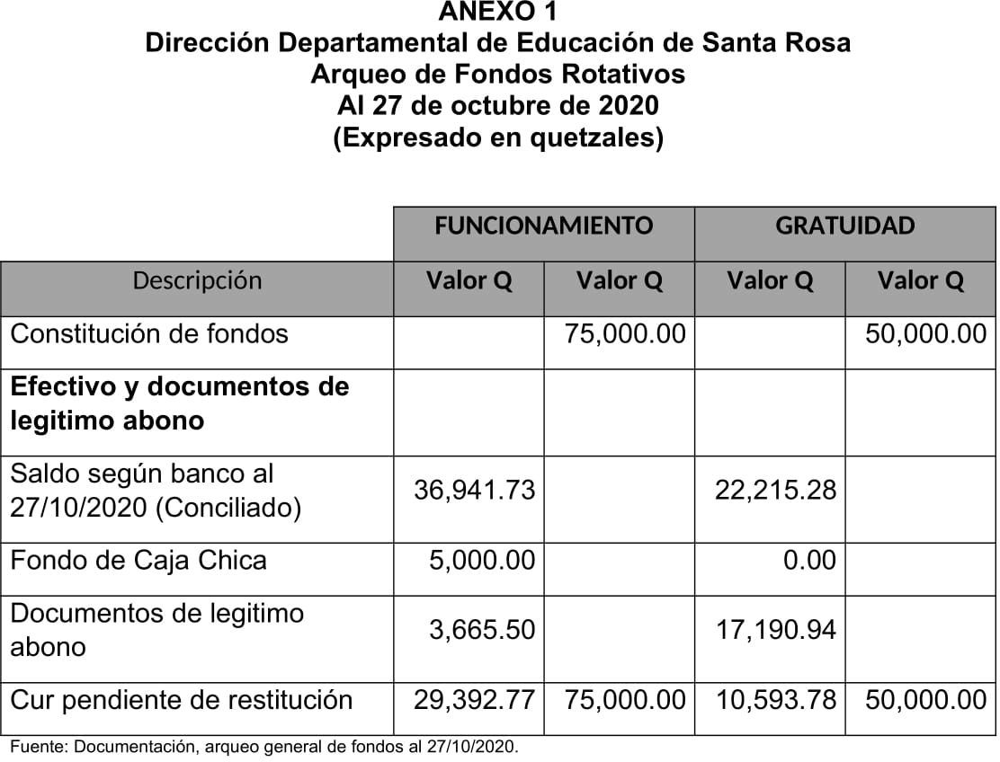 ANEXO 1
Dirección Departamental de Educación de Santa Rosa
Arqueo de Fondos Rotativos
Al 27 de octubre de 2020
(Expresado en quetzales)
FUNCIONAMIENTO GRATUIDAD
Descripción Valor Q Valor Q Valor Q Valor Q
Constitución de fondos 75,000.00 50,000.00
Efectivo y documentos de
legitimo abono
Saldo según banco al
27/10/2020 (Conciliado) 36,941.73 22,215.28
Fondo de Caja Chica 5,000.00 0.00
Documentos de legitimo
abono 3,665.50 17,190.94
Cur pendiente de restitución 29,392.77 75,000.00 10,593.78 50,000.00
Fuente: Documentación, arqueo general de fondos al 27/10/2020.